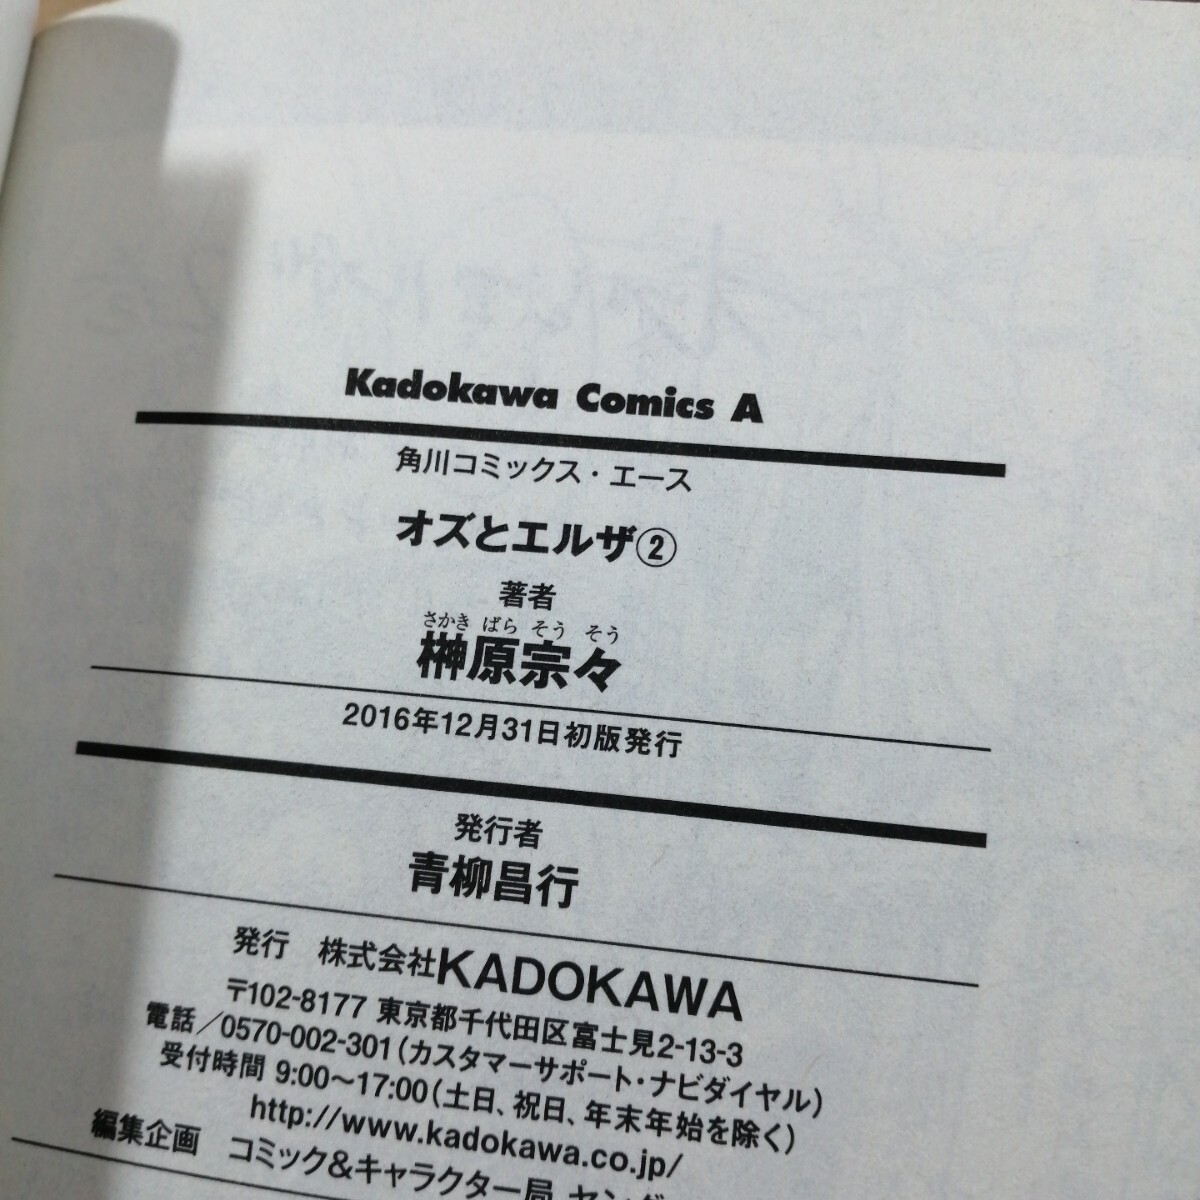 Kadokawa Comics A
角川コミックス・エース
オズとエルザ②
著者
さかき ばら そう そう
榊原宗々
2016年12月31日初版発行
発行者
青柳昌行
発行 株式会社KADOKAWA
〒102-8177 東京都千代田区富士見2-13-3
電話／0570-002-301（カスタマーサポート・ナビダイヤル）
受付時間 9:00〜17:00（土日、祝日、年末年始を除く）
http://www.kadokawa.co.jp/
編集企画 コミック&キャラクター局